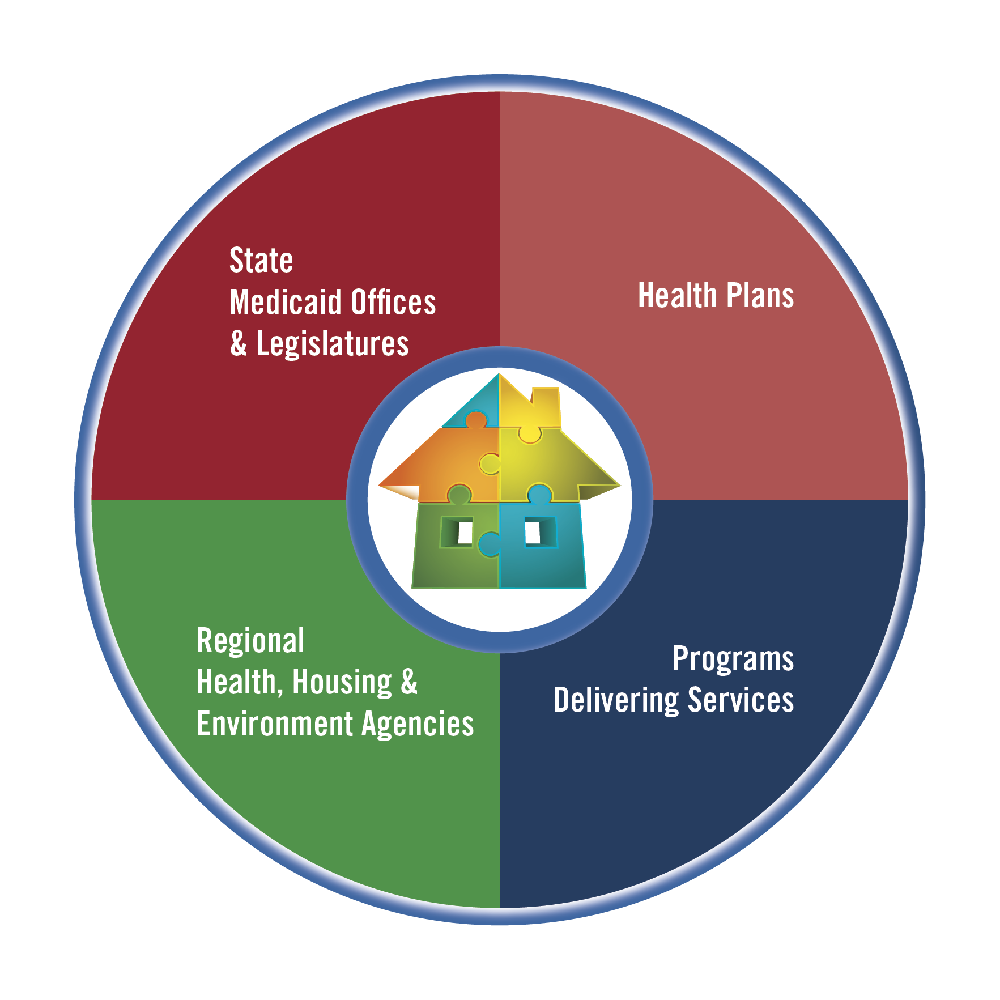 State
Medicaid Offices
& Legislatures
Health Plans
Regional
Health, Housing &
Environment Agencies
Programs
Delivering Services